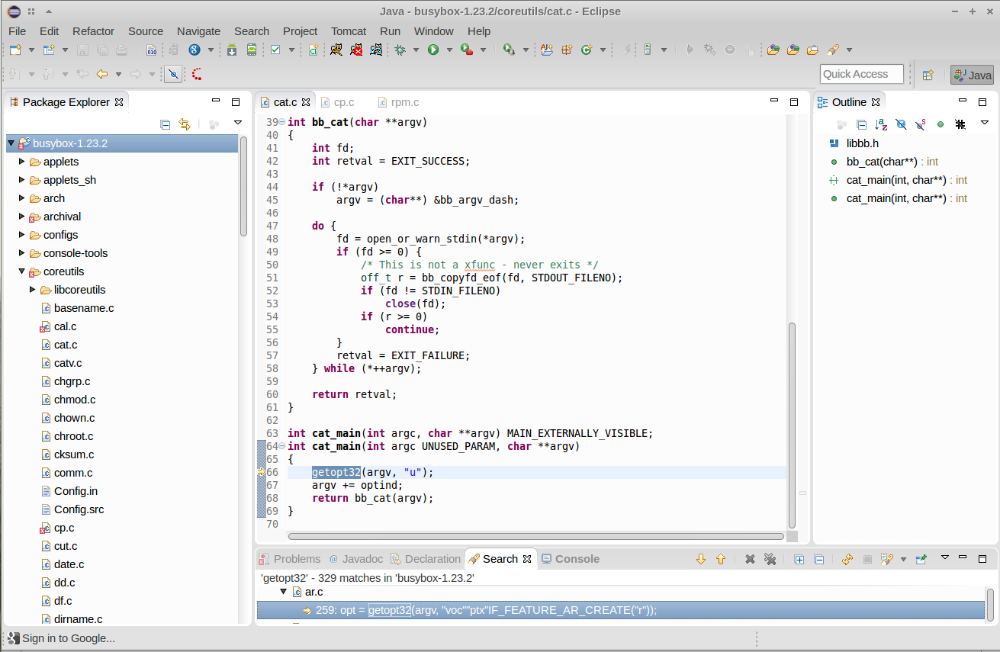 Java - busybox-1.23.2/coreutils/cat.c - Eclipse
File Edit Refactor Source Navigate Search Project Tomcat Run Window Help
Quick Access
Java
Package Explorer
busybox-1.23.2
applets
applets_sh
arch
archival
configs
console-tools
coreutils
libcoreutils
basename.c
cal.c
cat.c
catv.c
chgrp.c
chmod.c
chown.c
chroot.c
cksum.c
comm.c
Config.in
Config.src
cp.c
cut.c
date.c
dd.c
df.c
dirname.c
cat.c cp.c rpm.c
39 int bb_cat(char **argv)
40 {
41     int fd;
42     int retval = EXIT_SUCCESS;
43
44     if (!*argv)
45         argv = (char**) &bb_argv_dash;
46
47     do {
48         fd = open_or_warn_stdin(*argv);
49         if (fd >= 0) {
50             /* This is not a xfunc - never exits */
51             off_t r = bb_copyfd_eof(fd, STDOUT_FILENO);
52             if (fd != STDIN_FILENO)
53                 close(fd);
54             if (r >= 0)
55                 continue;
56         }
57         retval = EXIT_FAILURE;
58     } while (*++argv);
59
60     return retval;
61 }
62
63 int cat_main(int argc, char **argv) MAIN_EXTERNALLY_VISIBLE;
64 int cat_main(int argc UNUSED_PARAM, char **argv)
65 {
66     getopt32(argv, "u");
67     argv += optind;
68     return bb_cat(argv);
69 }
70
Outline
libbb.h
bb_cat(char**) : int
cat_main(int, char**) : int
cat_main(int, char**) : int
Problems @ Javadoc Declaration Search Console
'getopt32' - 329 matches in 'busybox-1.23.2'
ar.c
259: opt = getopt32(argv, "voc""ptx"IF_FEATURE_AR_CREATE("r"));
Sign in to Google...